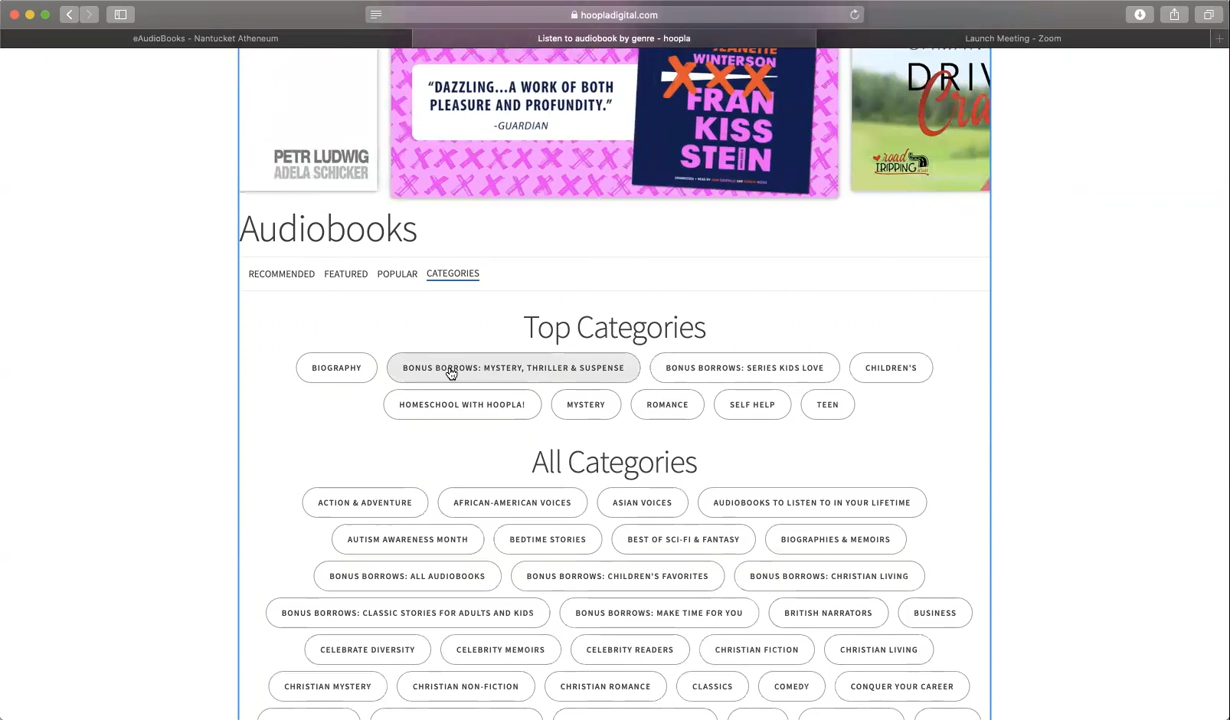 hoopladigital.com
eAudioBooks - Nantucket Atheneum
Listen to audiobook by genre - hoopla
Launch Meeting - Zoom
"DAZZLING...A WORK OF BOTH
PLEASURE AND PROFUNDITY."
-GUARDIAN
PETR LUDWIG
ADELA SCHICKER
JEANETTE
WINTERSON
XXX
FRAN
KISS
STEIN
DRIV
Cra
road
TRIPPING
Audiobooks
RECOMMENDED FEATURED POPULAR CATEGORIES
Top Categories
BIOGRAPHY BONUS BORROWS: MYSTERY, THRILLER & SUSPENSE BONUS BORROWS: SERIES KIDS LOVE CHILDREN'S
HOMESCHOOL WITH HOOPLA! MYSTERY ROMANCE SELF HELP TEEN
All Categories
ACTION & ADVENTURE AFRICAN-AMERICAN VOICES ASIAN VOICES AUDIOBOOKS TO LISTEN TO IN YOUR LIFETIME
AUTISM AWARENESS MONTH BEDTIME STORIES BEST OF SCI-FI & FANTASY BIOGRAPHIES & MEMOIRS
BONUS BORROWS: ALL AUDIOBOOKS BONUS BORROWS: CHILDREN'S FAVORITES BONUS BORROWS: CHRISTIAN LIVING
BONUS BORROWS: CLASSIC STORIES FOR ADULTS AND KIDS BONUS BORROWS: MAKE TIME FOR YOU BRITISH NARRATORS BUSINESS
CELEBRATE DIVERSITY CELEBRITY MEMOIRS CELEBRITY READERS CHRISTIAN FICTION CHRISTIAN LIVING
CHRISTIAN MYSTERY CHRISTIAN NON-FICTION CHRISTIAN ROMANCE CLASSICS COMEDY CONQUER YOUR CAREER